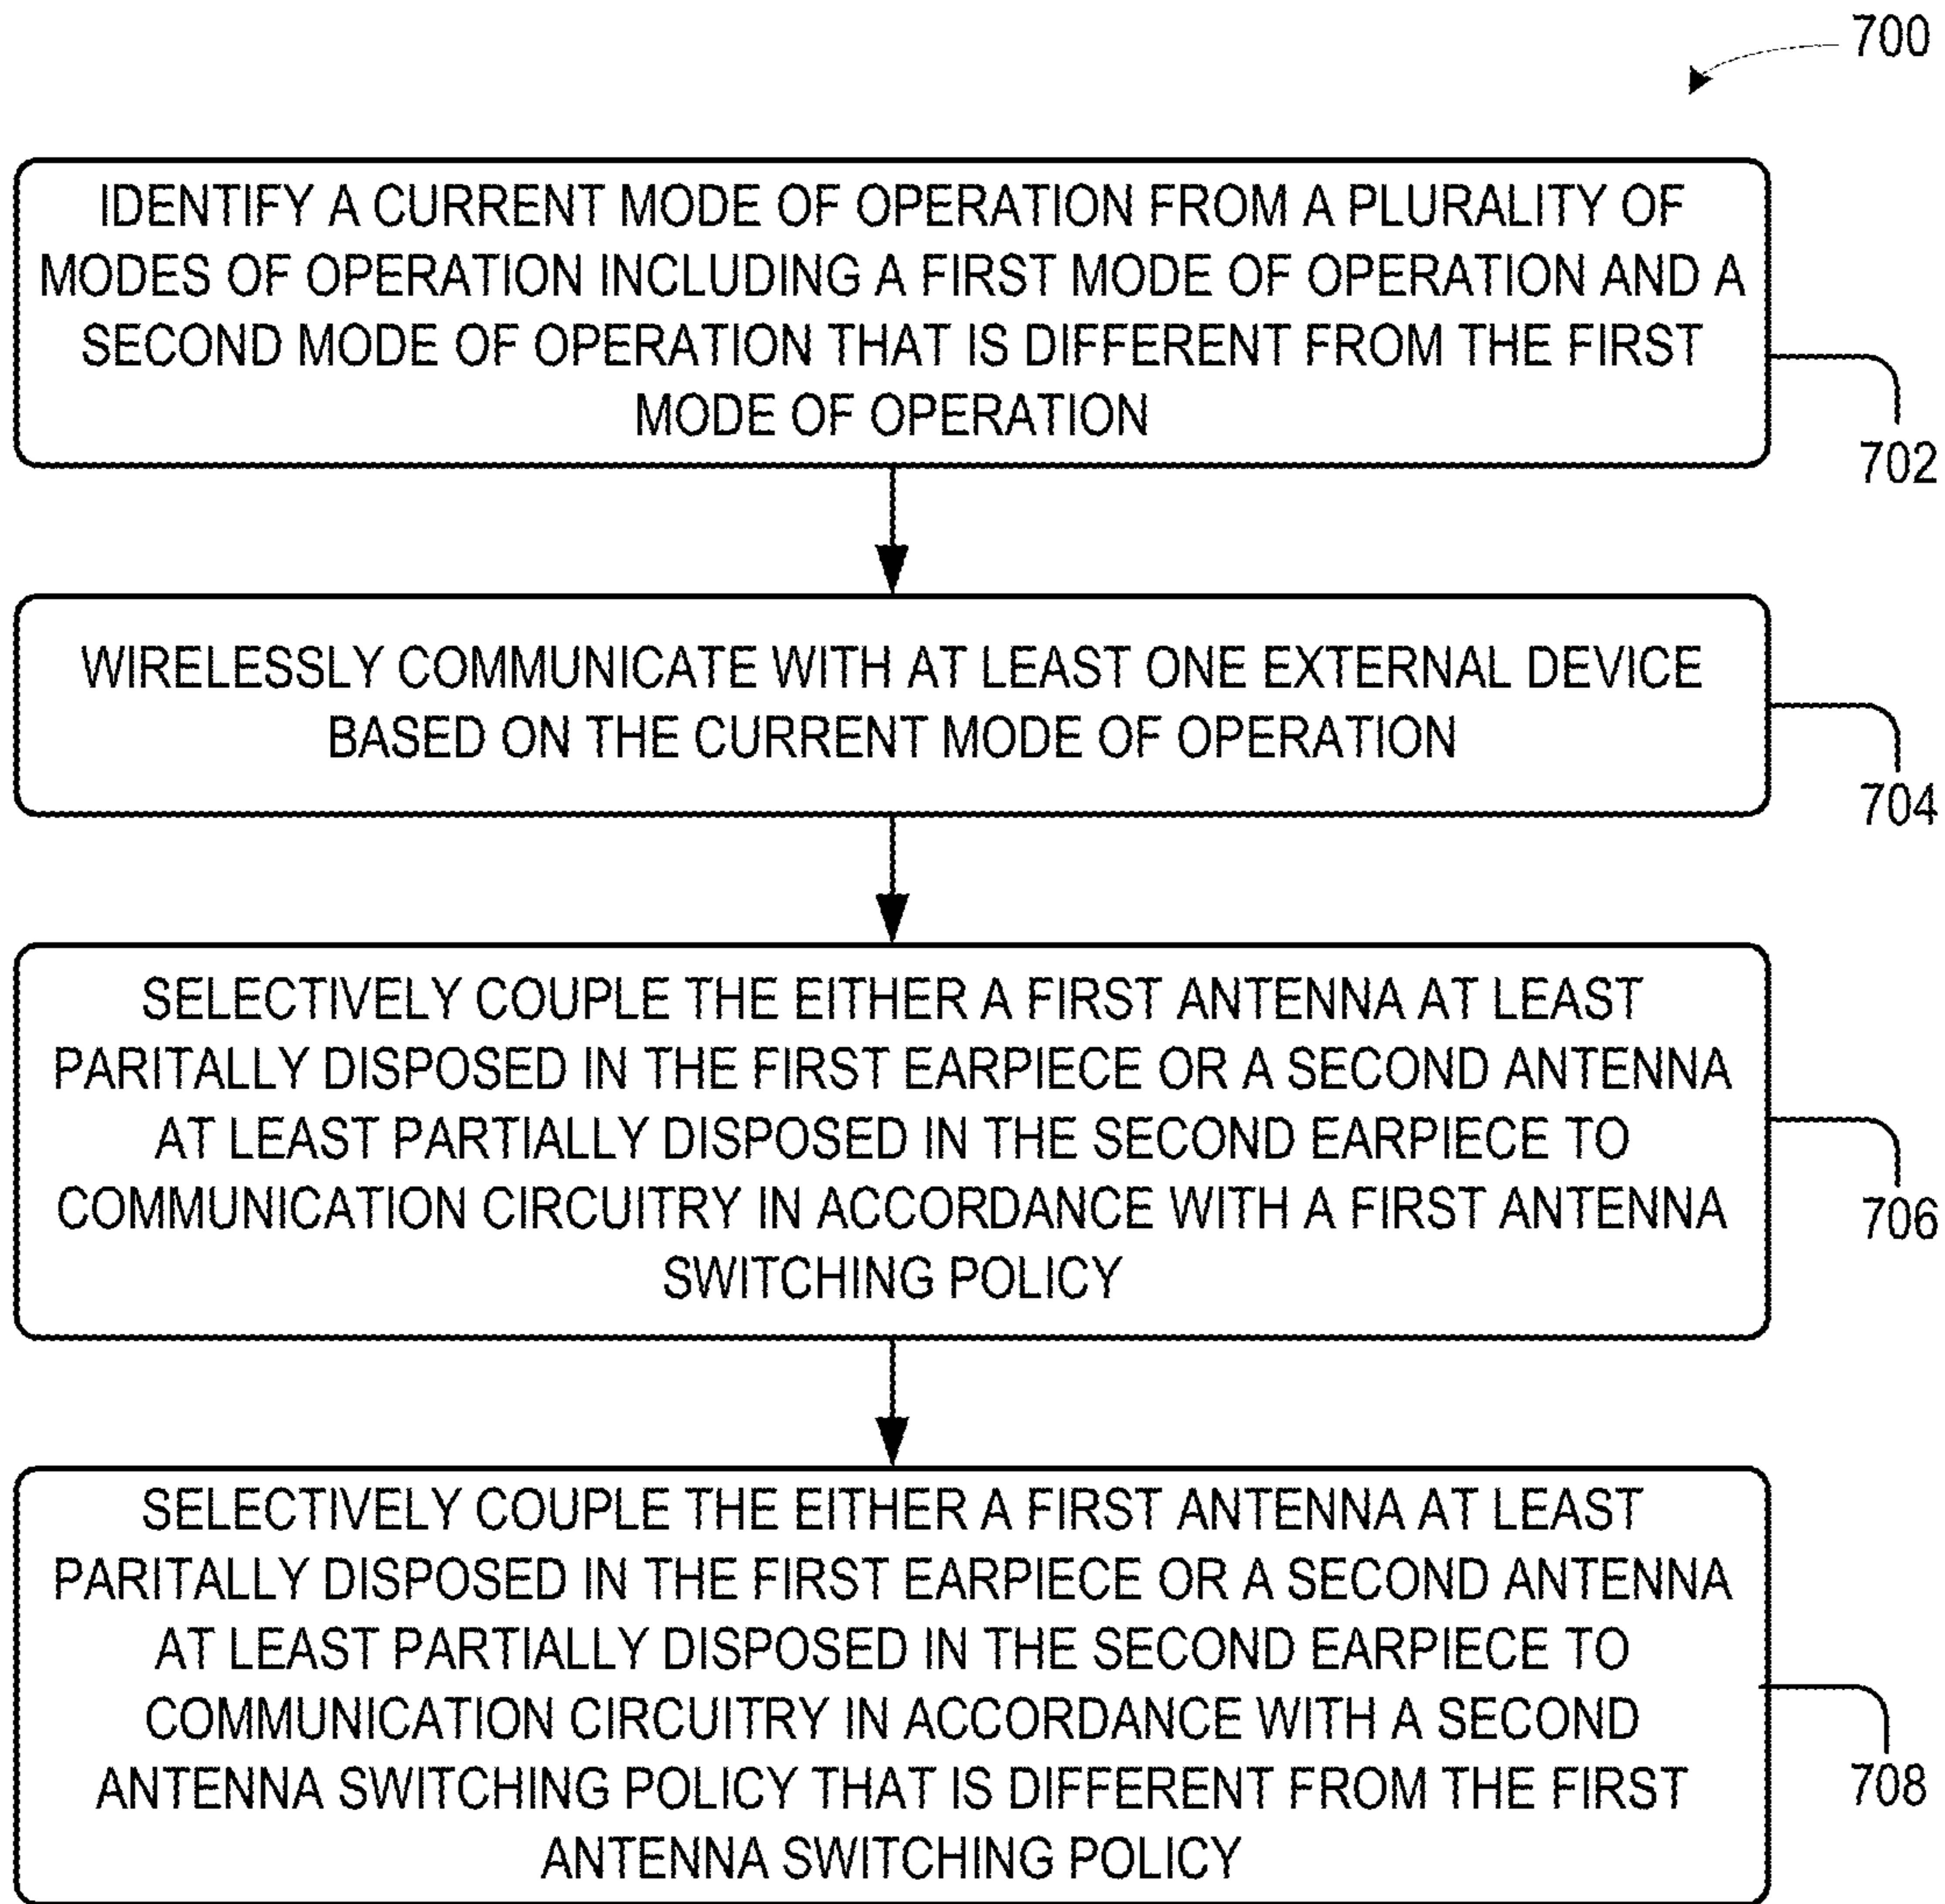 700
IDENTIFY A CURRENT MODE OF OPERATION FROM A PLURALITY OF
MODES OF OPERATION INCLUDING A FIRST MODE OF OPERATION AND A
SECOND MODE OF OPERATION THAT IS DIFFERENT FROM THE FIRST
MODE OF OPERATION
702
WIRELESSLY COMMUNICATE WITH AT LEAST ONE EXTERNAL DEVICE
BASED ON THE CURRENT MODE OF OPERATION
704
SELECTIVELY COUPLE THE EITHER A FIRST ANTENNA AT LEAST
PARITALLY DISPOSED IN THE FIRST EARPIECE OR A SECOND ANTENNA
AT LEAST PARTIALLY DISPOSED IN THE SECOND EARPIECE TO
COMMUNICATION CIRCUITRY IN ACCORDANCE WITH A FIRST ANTENNA
SWITCHING POLICY
706
SELECTIVELY COUPLE THE EITHER A FIRST ANTENNA AT LEAST
PARITALLY DISPOSED IN THE FIRST EARPIECE OR A SECOND ANTENNA
AT LEAST PARTIALLY DISPOSED IN THE SECOND EARPIECE TO
COMMUNICATION CIRCUITRY IN ACCORDANCE WITH A SECOND
ANTENNA SWITCHING POLICY THAT IS DIFFERENT FROM THE FIRST
ANTENNA SWITCHING POLICY
708